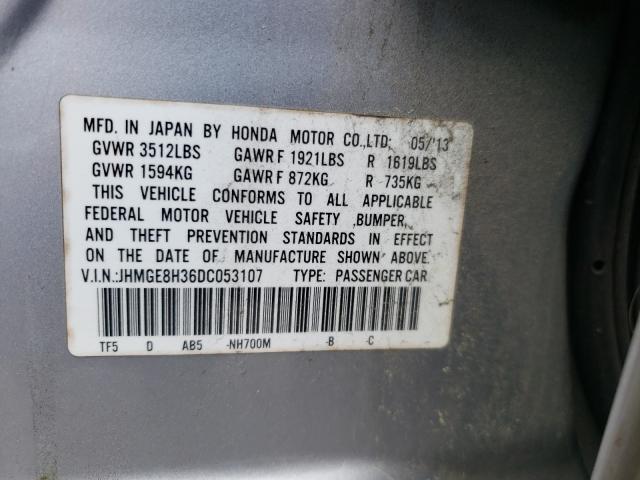 MFD. IN JAPAN BY HONDA MOTOR CO.,LTD: 05/'13
GVWR 3512LBS GAWR F 1921LBS R 1619LBS
GVWR 1594KG GAWR F 872KG R 735KG
THIS VEHICLE CONFORMS TO ALL APPLICABLE
FEDERAL MOTOR VEHICLE SAFETY ,BUMPER,
AND THEFT PREVENTION STANDARDS IN EFFECT
ON THE DATE OF MANUFACTURE SHOWN ABOVE.
V.I.N.:JHMGE8H36DC053107 TYPE: PASSENGER CAR
TF5 D AB5 -NH700M -B -C